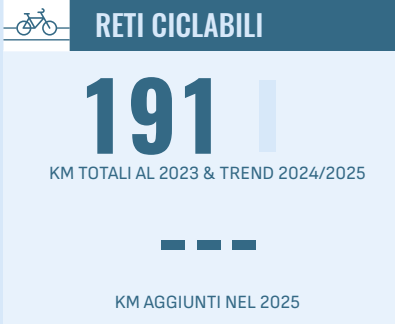 RETI CICLABILI
191
KM TOTALI AL 2023 & TREND 2024/2025
---
KM AGGIUNTI NEL 2025